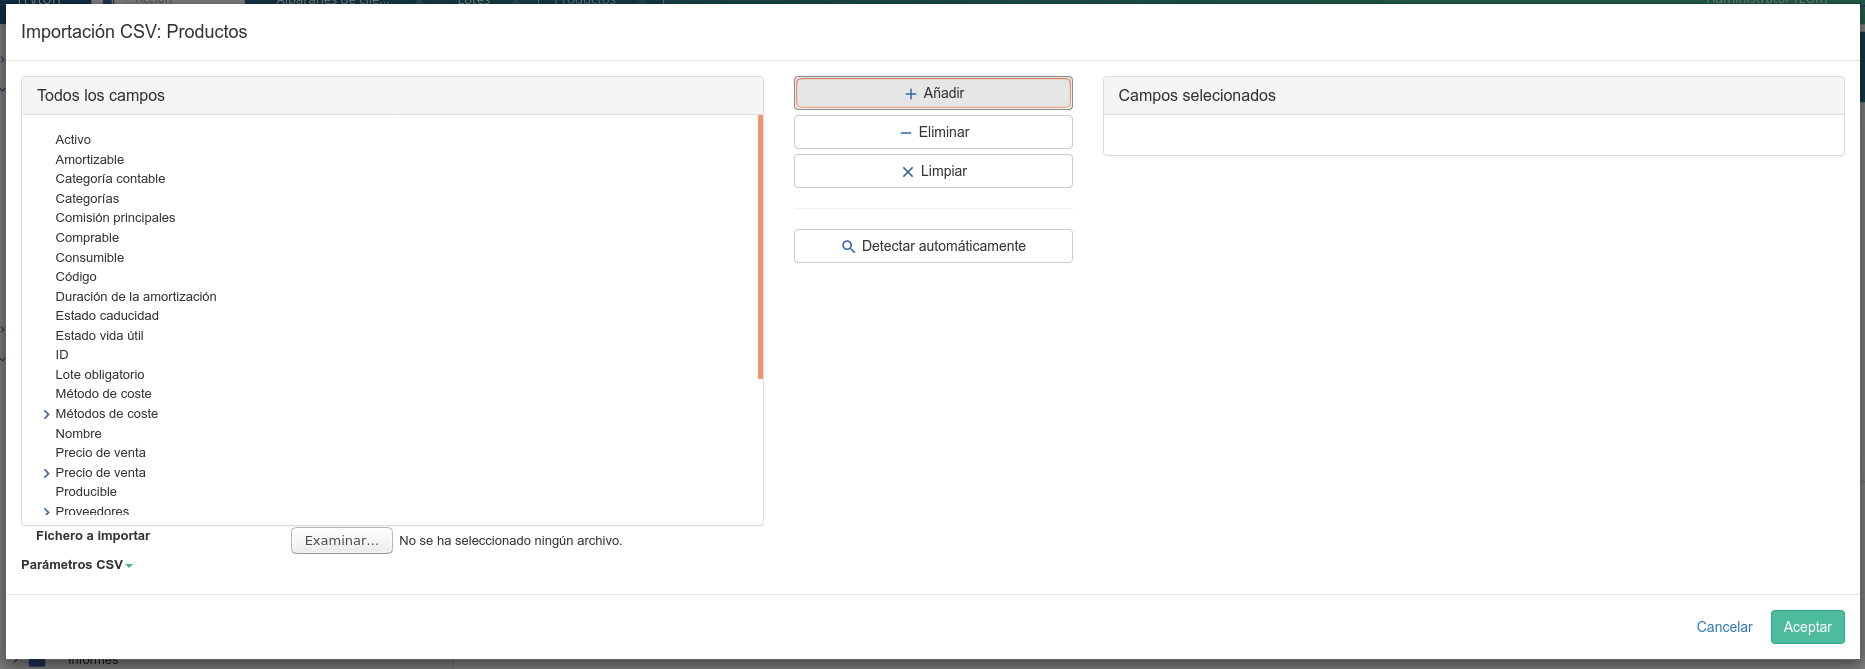 Importación CSV: Productos
Todos los campos
Activo
Amortizable
Categoría contable
Categorías
Comisión principales
Comprable
Consumible
Código
Duración de la amortización
Estado caducidad
Estado vida útil
ID
Lote obligatorio
Método de coste
Métodos de coste
Nombre
Precio de venta
Precio de venta
Producible
Proveedores
Añadir
Eliminar
Limpiar
Detectar automáticamente
Campos selecionados
Fichero a importar
Examinar... No se ha seleccionado ningún archivo.
Parámetros CSV
Cancelar
Aceptar
Informes